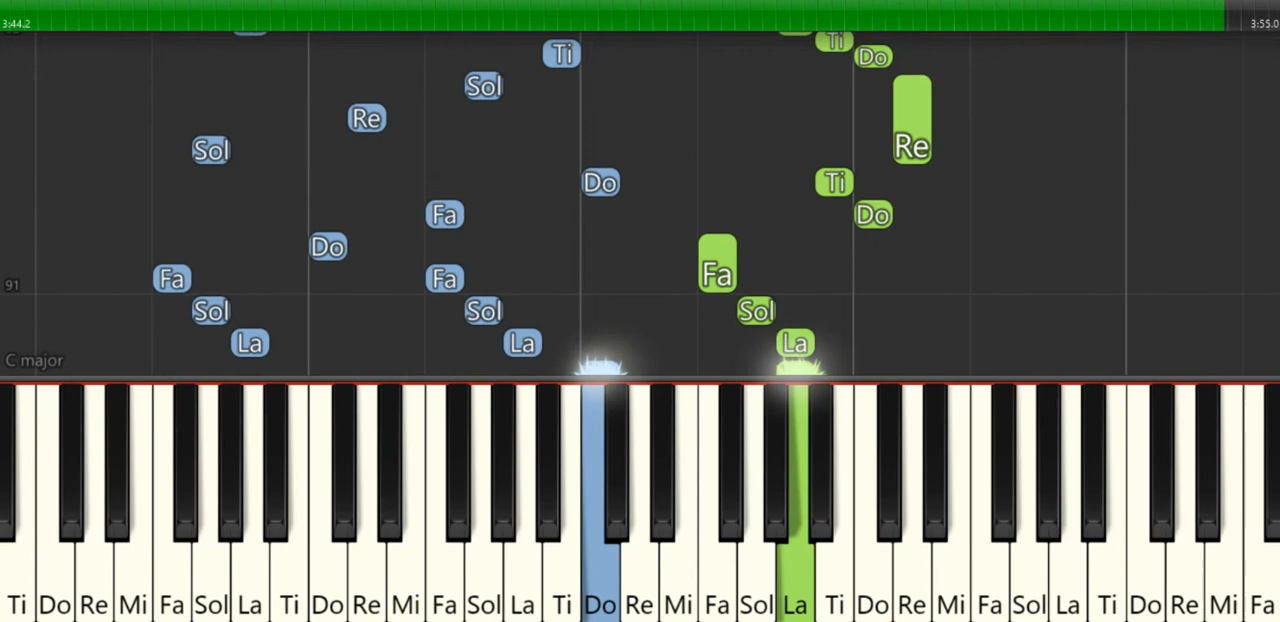 3:44.2 3:55.0
Ti
Ti Do
Sol
Re
Re
Sol
Do Ti
Fa Do
Do
Fa Fa Fa
91
Sol Sol Sol
La La La
C major
Ti Do Re Mi Fa Sol La Ti Do Re Mi Fa Sol La Ti Do Re Mi Fa Sol La Ti Do Re Mi Fa Sol La Ti Do Re Mi Fa